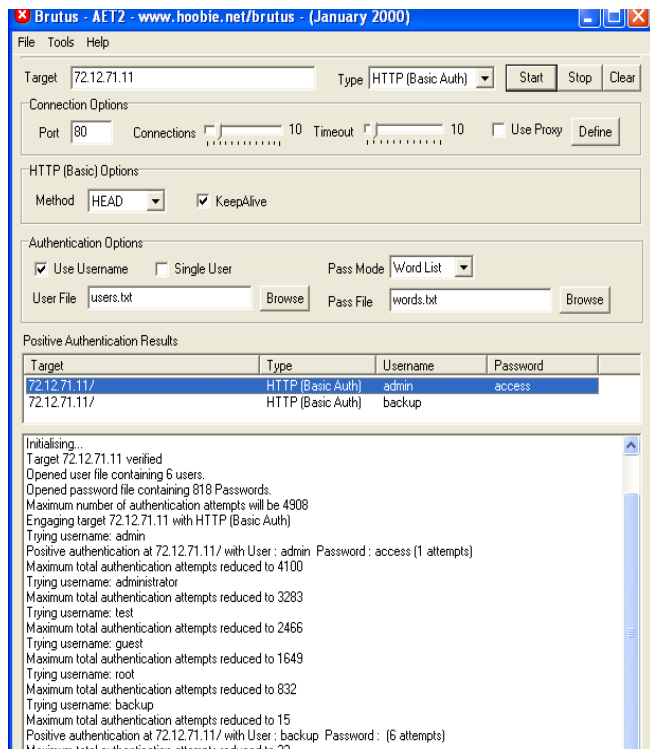 Brutus - AET2 - www.hoobie.net/brutus - (January 2000)
File Tools Help
Target 72.12.71.11 Type HTTP (Basic Auth) Start Stop Clear
Connection Options
Port 80 Connections 10 Timeout 10 Use Proxy Define
HTTP (Basic) Options
Method HEAD KeepAlive
Authentication Options
Use Username Single User Pass Mode Word List
User File users.txt Browse Pass File words.txt Browse
Positive Authentication Results
Target Type Username Password
72.12.71.11/ HTTP (Basic Auth) admin access
72.12.71.11/ HTTP (Basic Auth) backup
Initialising...
Target 72.12.71.11 verified
Opened user file containing 6 users.
Opened password file containing 818 Passwords.
Maximum number of authentication attempts will be 4908
Engaging target 72.12.71.11 with HTTP (Basic Auth)
Trying username: admin
Positive authentication at 72.12.71.11/ with User : admin Password : access (1 attempts)
Maximum total authentication attempts reduced to 4100
Trying username: administrator
Maximum total authentication attempts reduced to 3283
Trying username: test
Maximum total authentication attempts reduced to 2466
Trying username: guest
Maximum total authentication attempts reduced to 1649
Trying username: root
Maximum total authentication attempts reduced to 832
Trying username: backup
Maximum total authentication attempts reduced to 15
Positive authentication at 72.12.71.11/ with User : backup Password : (6 attempts)
Maximum total authentication attempts reduced to